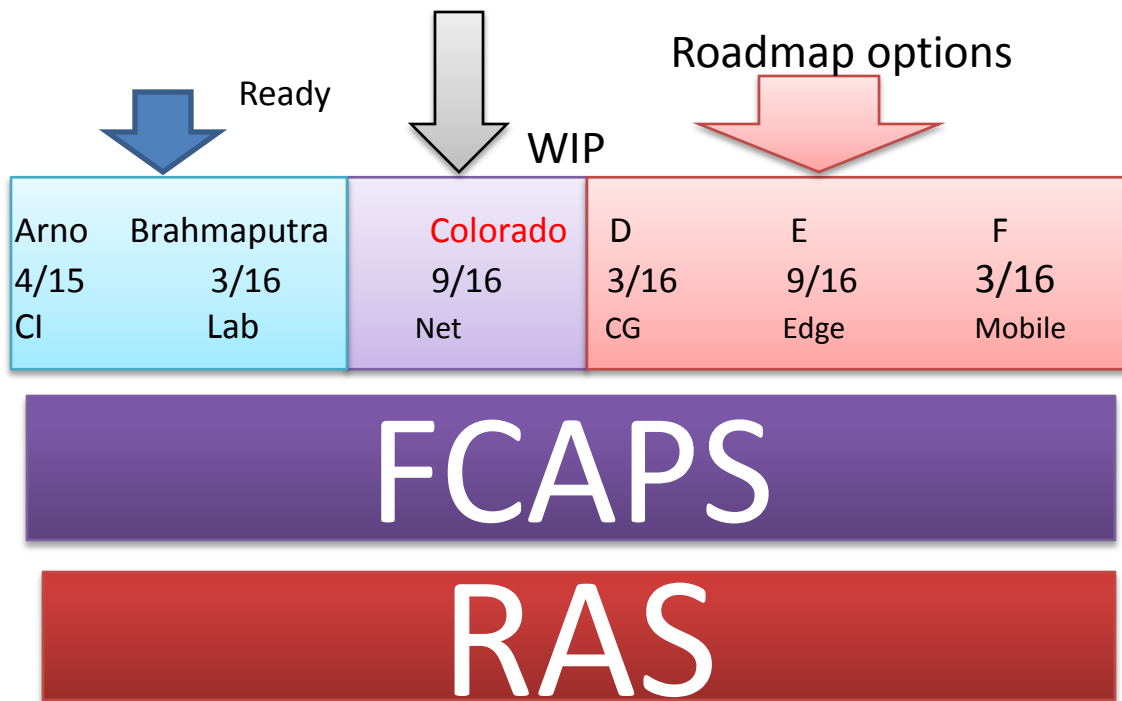 Roadmap options
Ready
WIP
Arno Brahmaputra Colorado D E F
4/15 3/16 9/16 3/16 9/16 3/16
CI Lab Net CG Edge Mobile
FCAPS
RAS